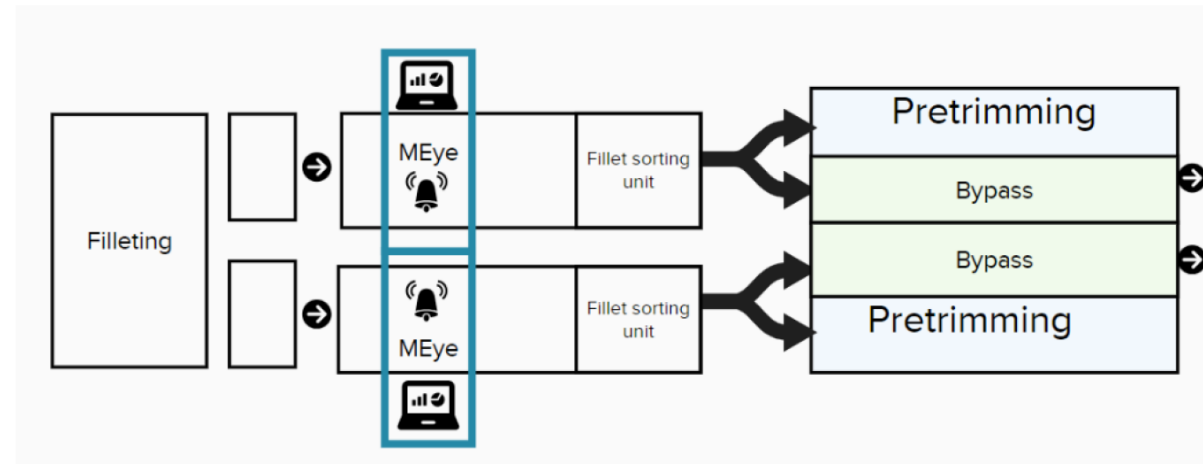 Filleting
MEye
Fillet sorting
unit
Pretrimming
Bypass
MEye
Fillet sorting
unit
Bypass
Pretrimming